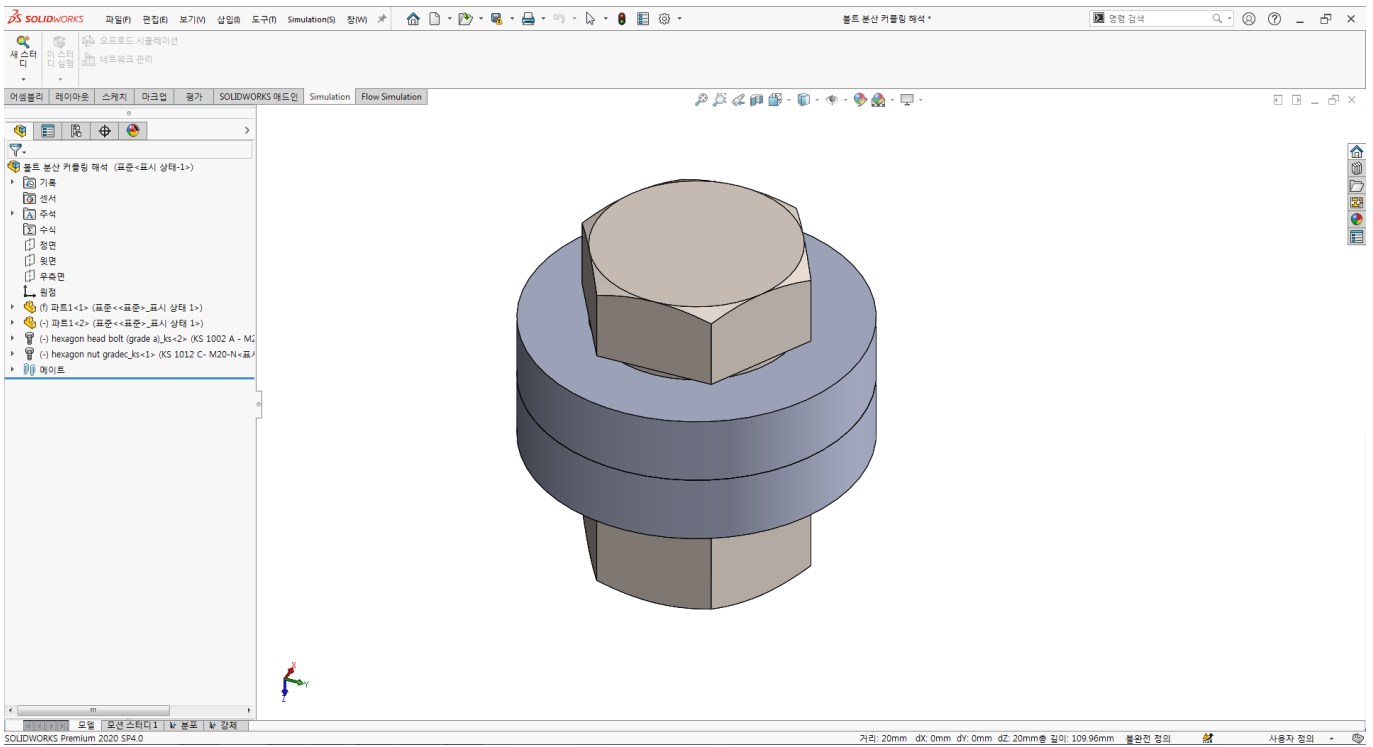 SOLIDWORKS 파일(F) 편집(E) 보기(V) 삽입(I) 도구(T) Simulation(S) 창(W) 볼트 분산 커플링 해석 * 명령 검색
새 스터디 이 스터디 실행 오프로드 시뮬레이션
네트워크 관리
어셈블리 레이아웃 스케치 마크업 평가 SOLIDWORKS 애드인 Simulation Flow Simulation
볼트 분산 커플링 해석 (표준<표시 상태-1>)
기록
센서
주석
수식
정면
윗면
우측면
원점
(f) 파트1<1> (표준<<표준>_표시 상태 1>)
(-) 파트1<2> (표준<<표준>_표시 상태 1>)
(-) hexagon head bolt (grade a)_ks<2> (KS 1002 A - M2
(-) hexagon nut gradec_ks<1> (KS 1012 C- M20-N<표시
메이트
X
Y
Z
모델 모션 스터디 1 분포 강체
SOLIDWORKS Premium 2020 SP4.0 거리: 20mm dX: 0mm dY: 0mm dZ: 20mm총 길이: 109.96mm 불완전 정의 사용자 정의